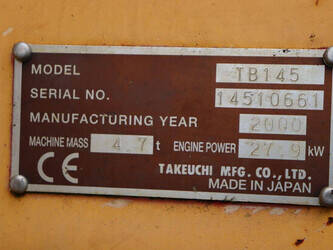 MODEL TB145
SERIAL NO. 14510661
MANUFACTURING YEAR 2000
MACHINE MASS 4.7 t ENGINE POWER 27.9 kW
CE TAKEUCHI MFG. CO., LTD.
MADE IN JAPAN